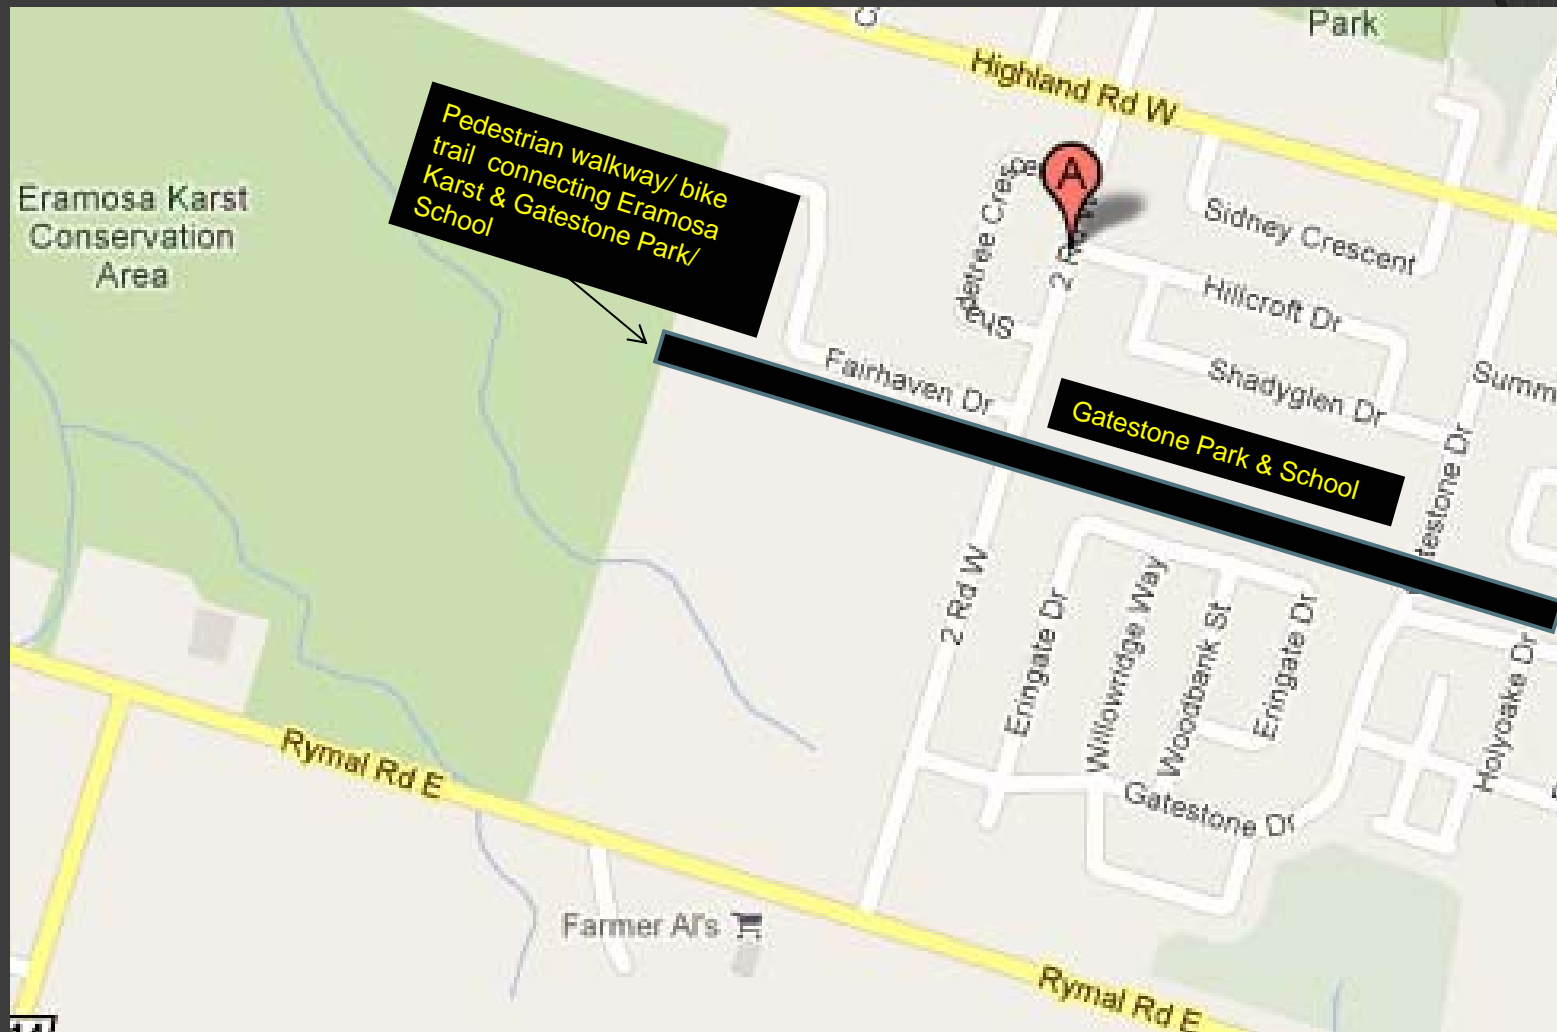 Park
Highland Rd W
Pedestrian walkway/ bike
trail connecting Eramosa
Karst & Gatestone Park/
School
Eramosa Karst
Conservation
Area
A
Sidney Crescent
2 Rd W
Hillcroft Dr
Fairhaven Dr
Shadyglen Dr
Gatestone Park & School
2 Rd W
Eringate Dr
Willowridge Way
Woodbank St
Eringate Dr
Holyoake Dr
Rymal Rd E
Gatestone Dr
Farmer Al's
Rymal Rd E